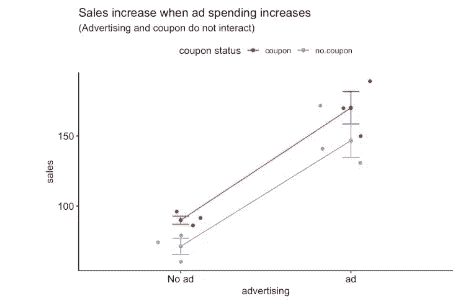 Sales increase when ad spending increases
(Advertising and coupon do not interact)
coupon status coupon no.coupon
150
100
sales
No ad ad
advertising